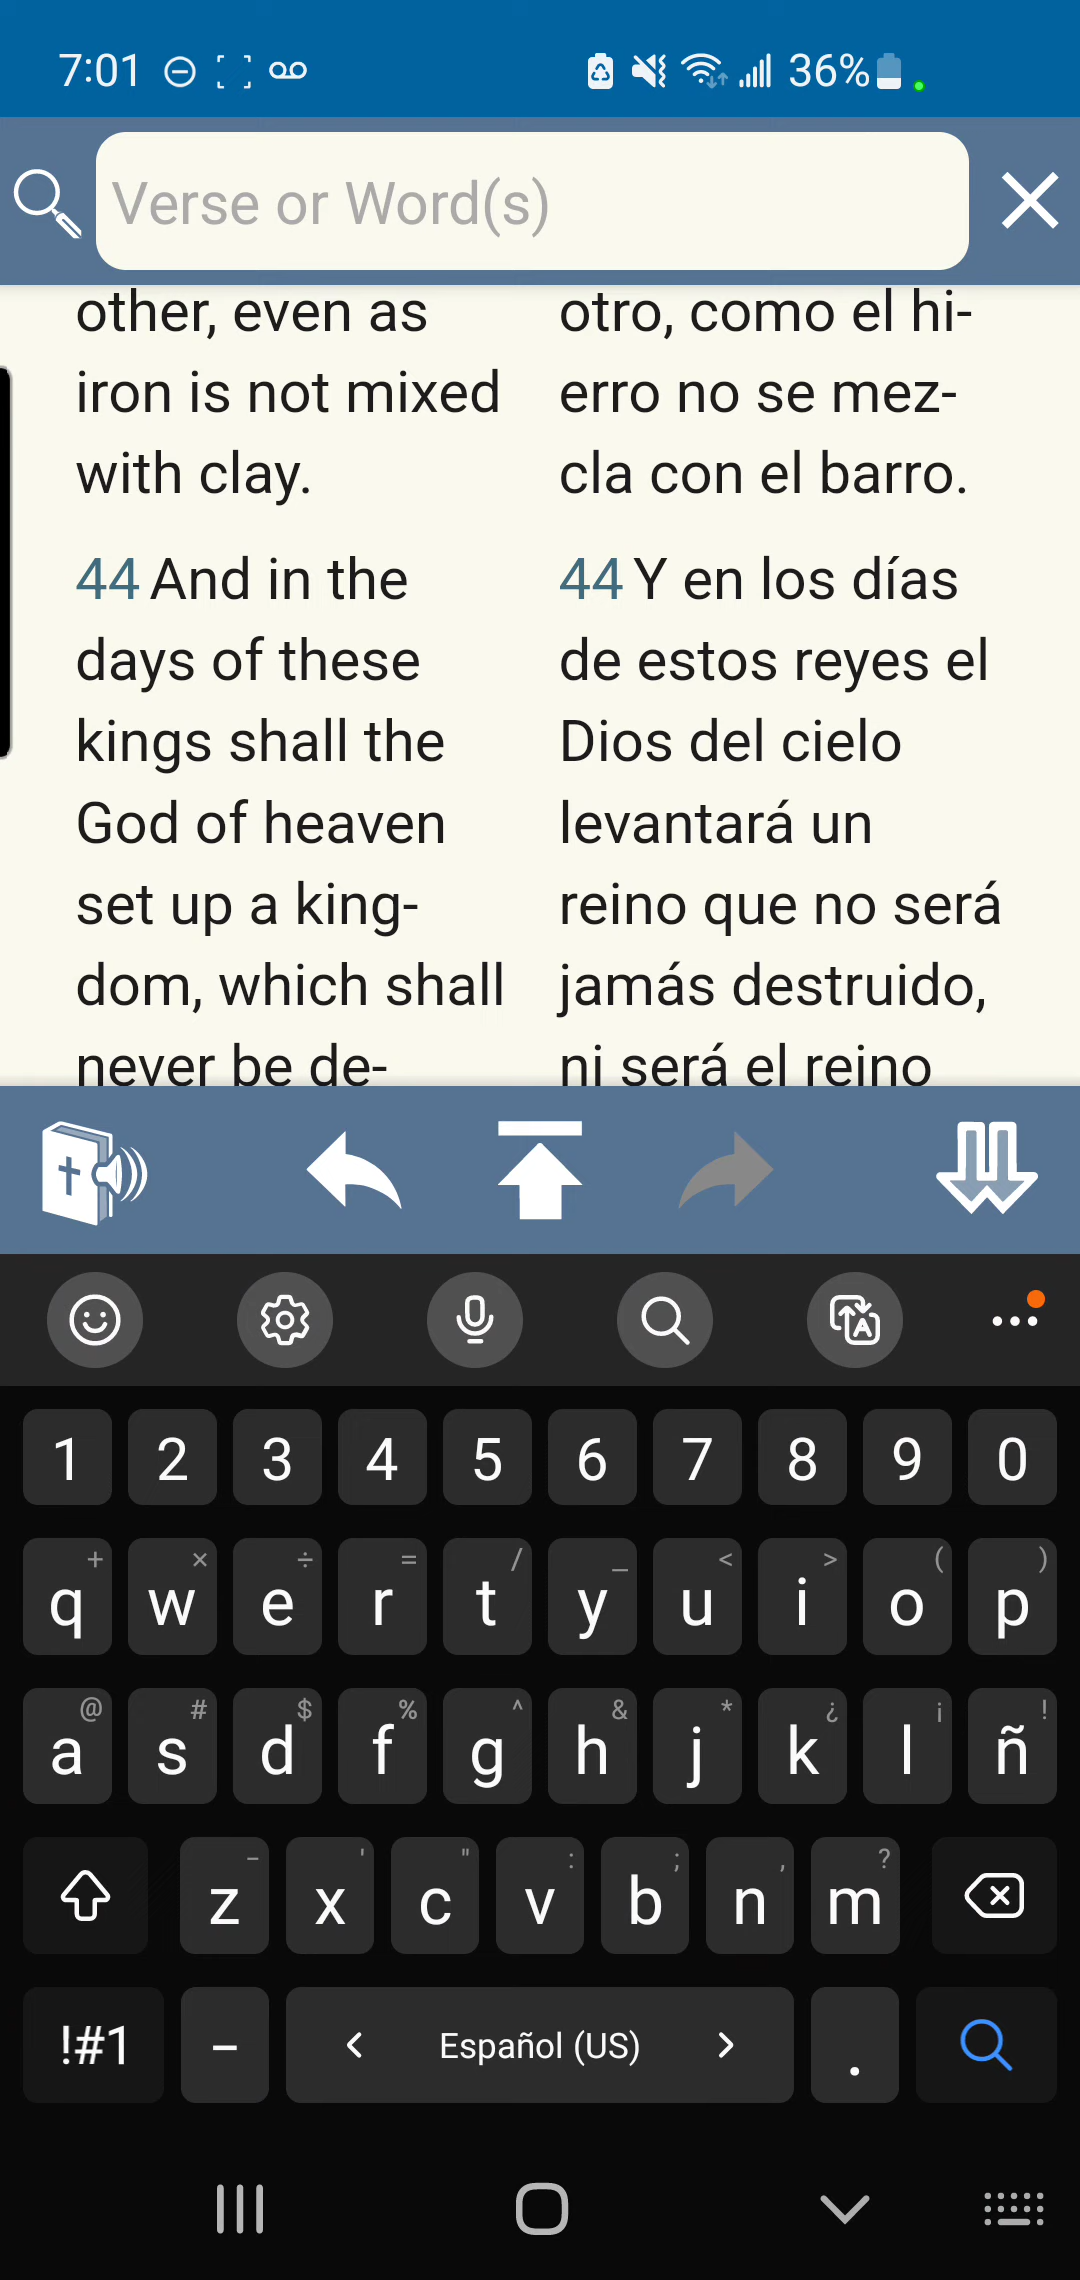 7:01 36%
Verse or Word(s)
other, even as
iron is not mixed
with clay.
44 And in the
days of these
kings shall the
God of heaven
set up a king-
dom, which shall
never be de-
otro, como el hi-
erro no se mez-
cla con el barro.
44 Y en los días
de estos reyes el
Dios del cielo
levantará un
reino que no será
jamás destruido,
ni será el reino
1 2 3 4 5 6 7 8 9 0
+ × ÷ = / _ < > ( )
q w e r t y u i o p
@ # $ % ^ & * ¿ ¡ !
a s d f g h j k l ñ
- ' " : ; , ?
z x c v b n m
!#1 - < Español (US) > .